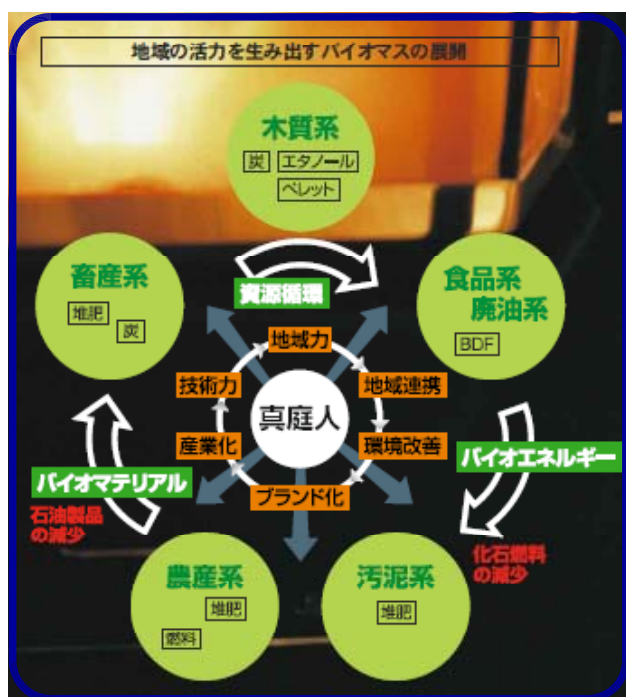 地域の活力を生み出すバイオマスの展開
木質系
炭 エタノール
ペレット
畜産系
堆肥
炭
資源循環
食品系
廃油系
BDF
地域力
技術力
地域連携
真庭人
産業化
環境改善
ブランド化
バイオマテリアル
石油製品
の減少
バイオエネルギー
化石燃料
の減少
農産系
堆肥
燃料
汚泥系
堆肥